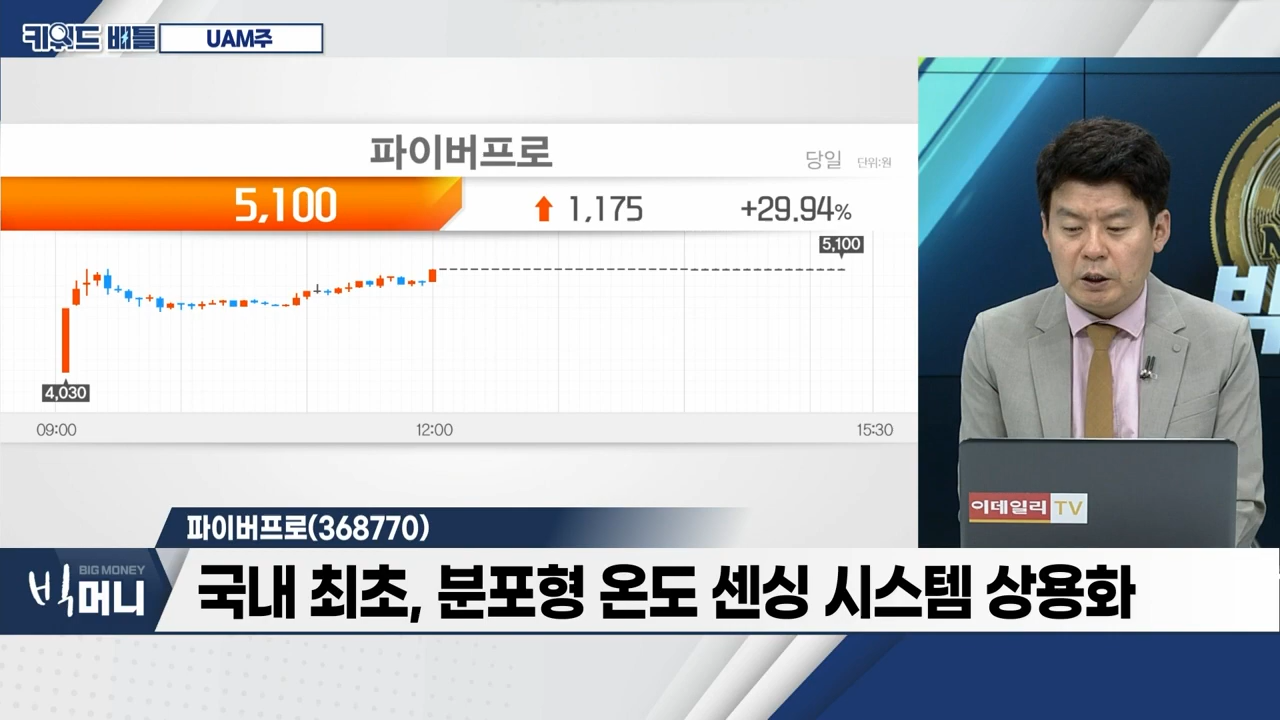 키워드 배틀
UAM주
파이버프로
당일 단위:원
5,100 1,175 +29.94%
5,100
4,030
09:00 12:00 15:30
이데일리 TV
파이버프로(368770)
BIG MONEY
빅머니
국내 최초, 분포형 온도 센싱 시스템 상용화